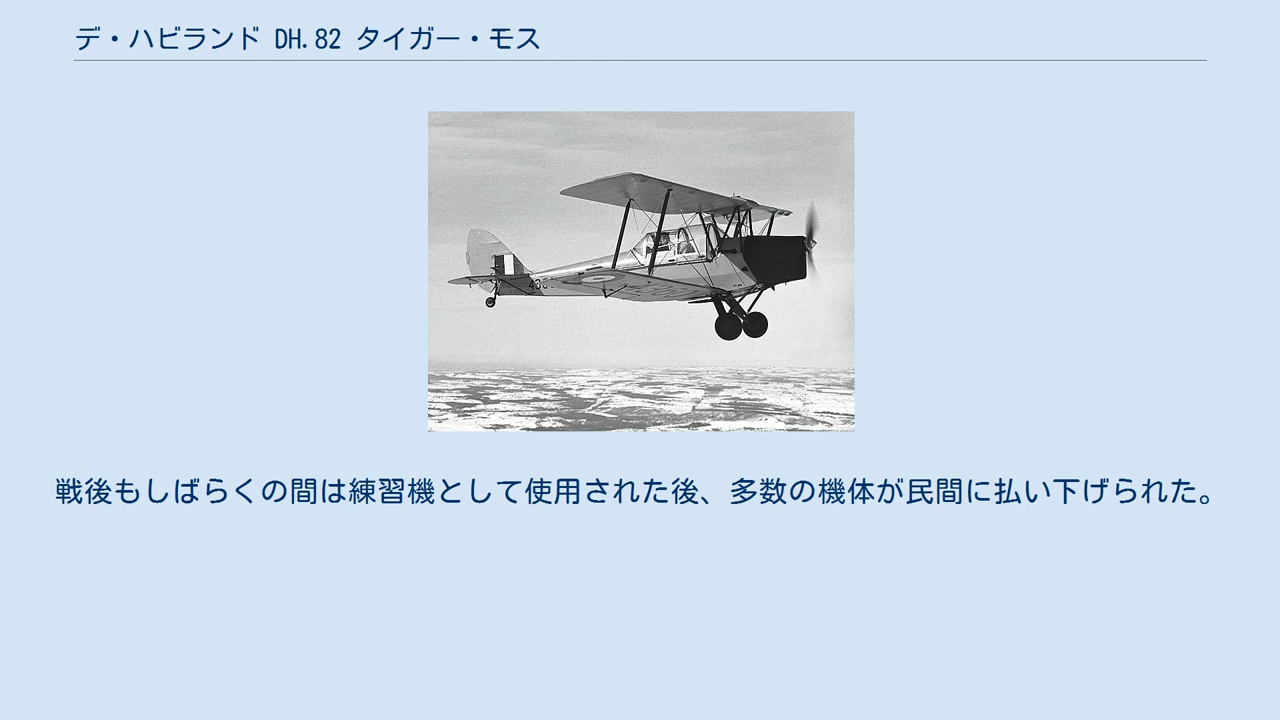 デ・ハビランド DH.82 タイガー・モス
戦後もしばらくの間は練習機として使用された後、多数の機体が民間に払い下げられた。